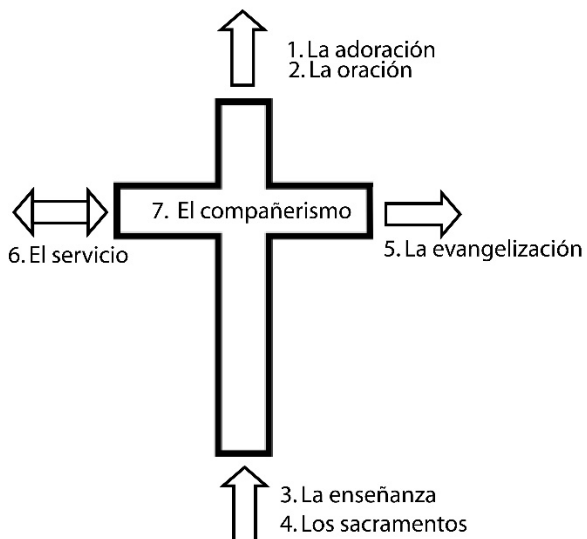 1. La adoración
2. La oración
7. El compañerismo
6. El servicio
5. La evangelización
3. La enseñanza
4. Los sacramentos